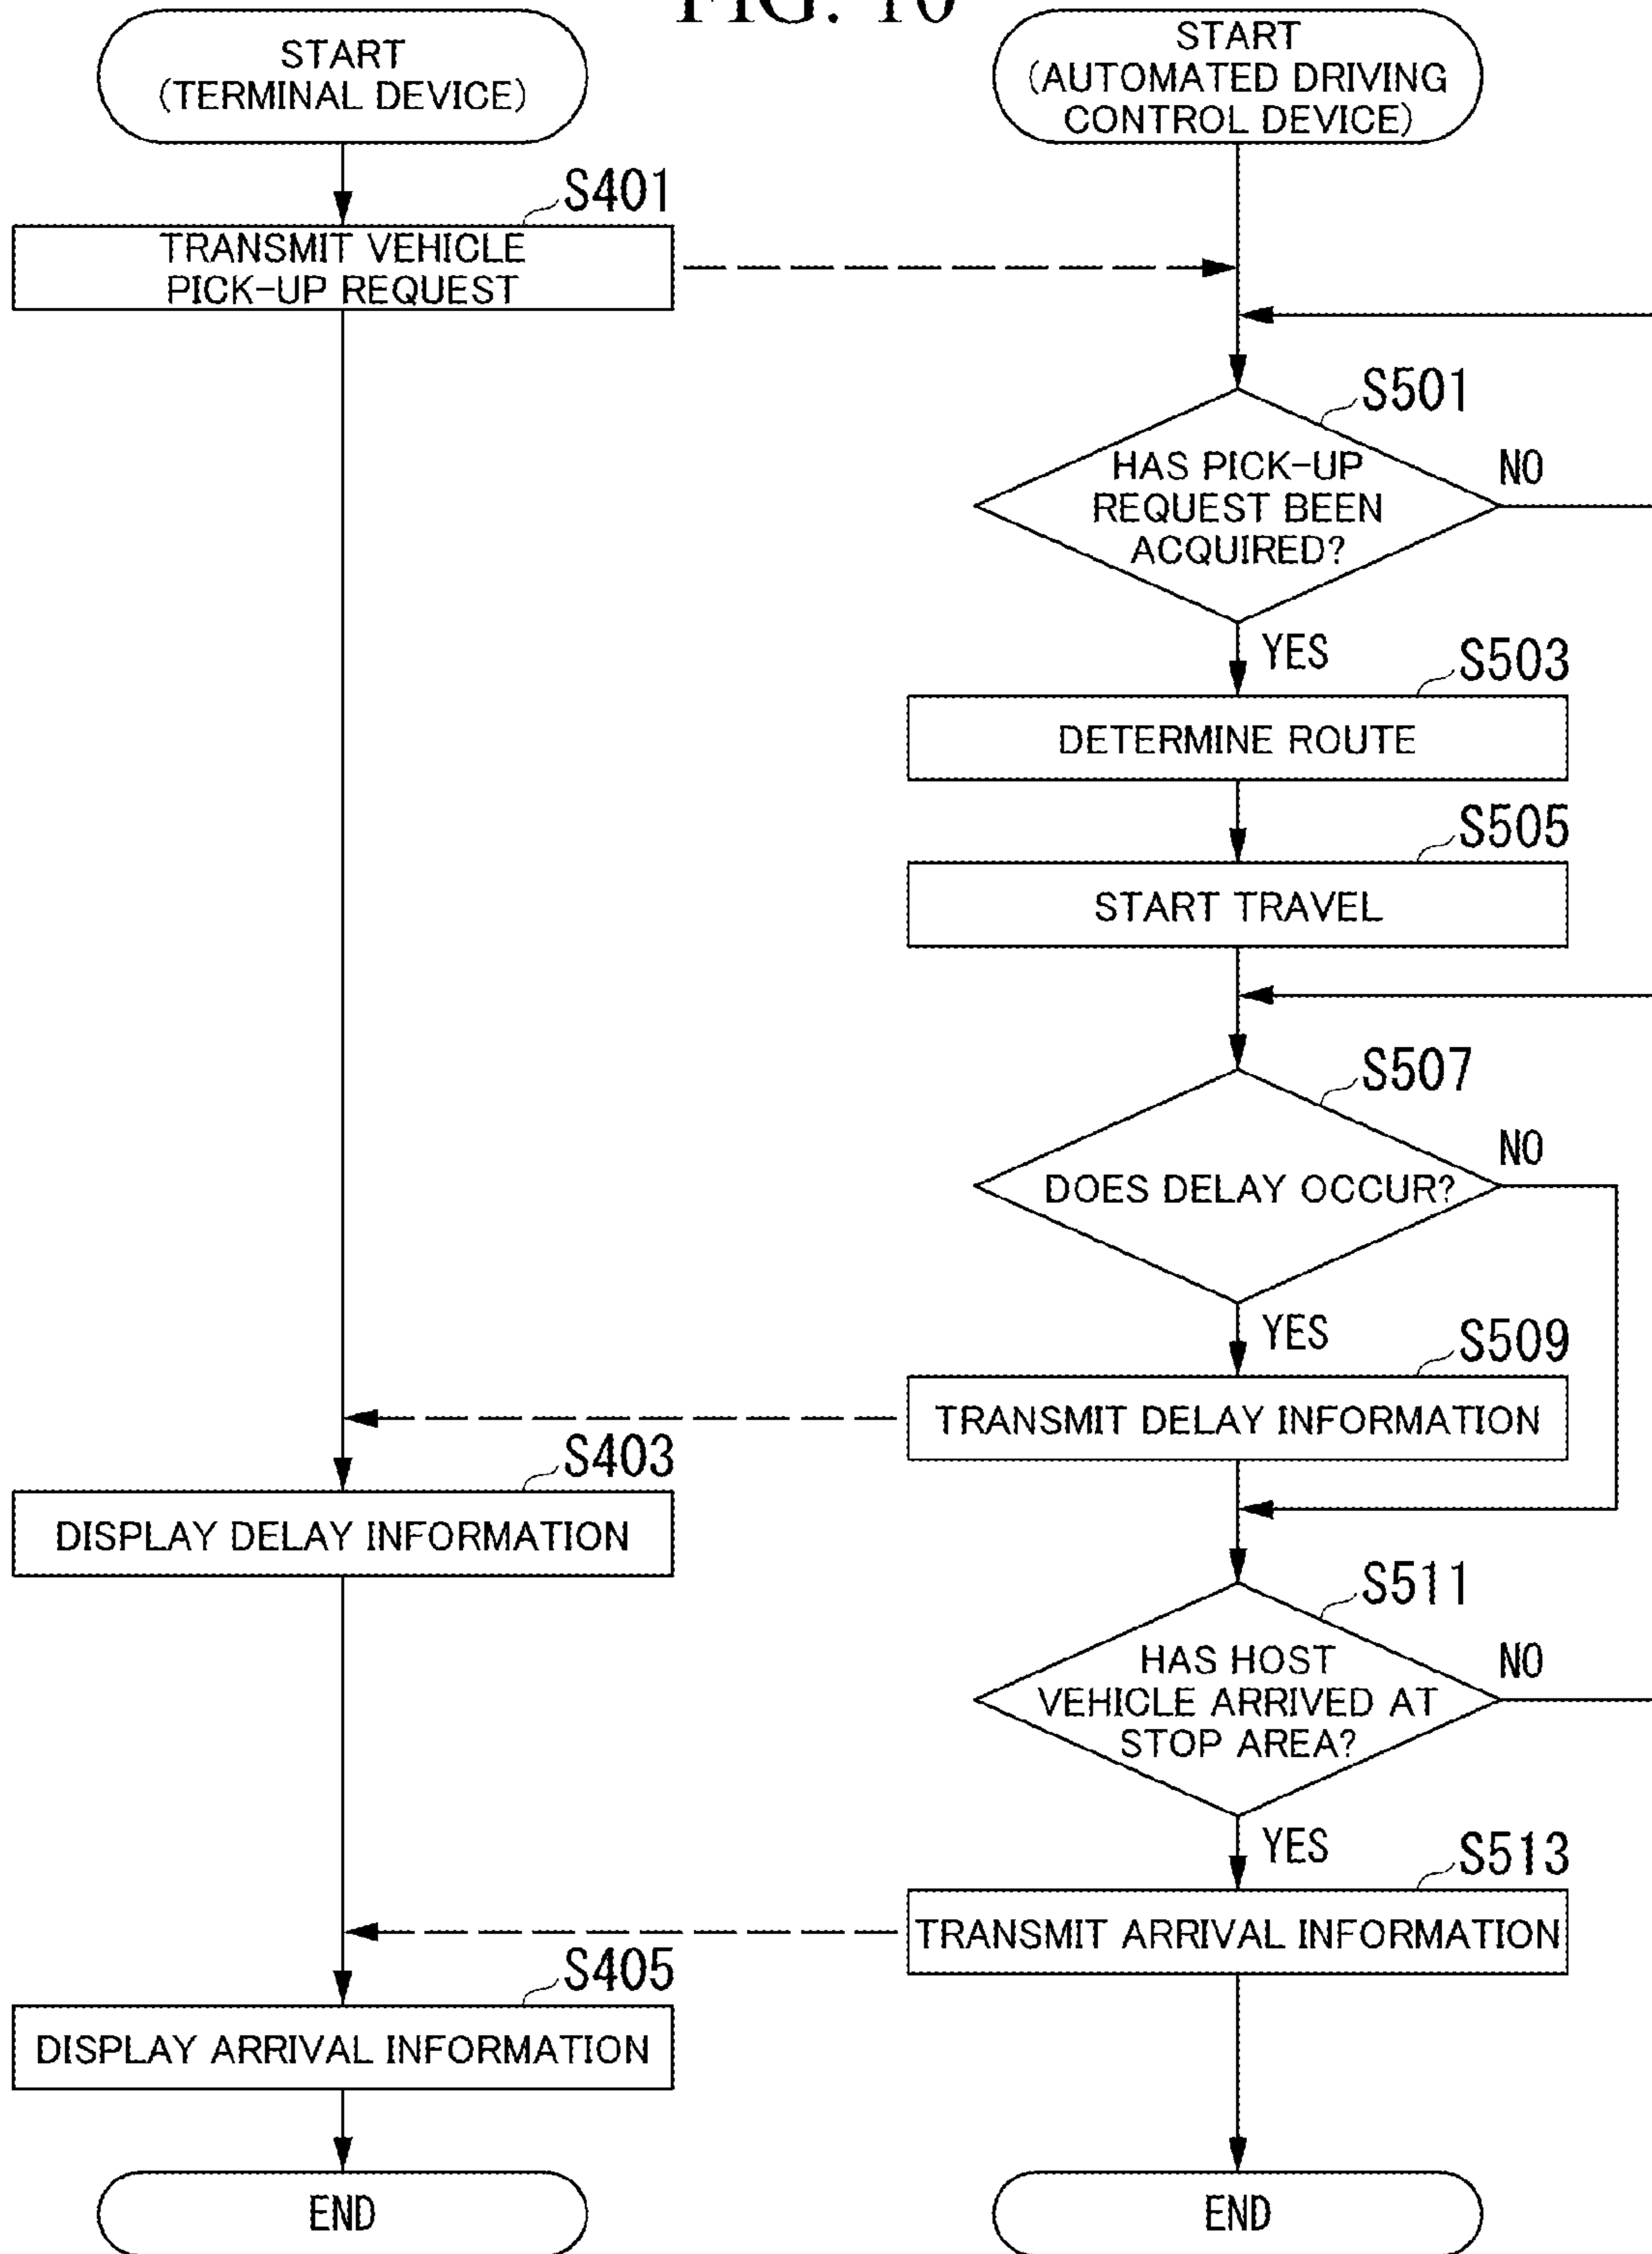 FIG. 10
START
(TERMINAL DEVICE)
S401
TRANSMIT VEHICLE
PICK-UP REQUEST
S403
DISPLAY DELAY INFORMATION
S405
DISPLAY ARRIVAL INFORMATION
END
START
(AUTOMATED DRIVING
CONTROL DEVICE)
S501
HAS PICK-UP
REQUEST BEEN
ACQUIRED?
NO
YES
S503
DETERMINE ROUTE
S505
START TRAVEL
S507
DOES DELAY OCCUR?
NO
YES
S509
TRANSMIT DELAY INFORMATION
S511
HAS HOST
VEHICLE ARRIVED AT
STOP AREA?
NO
YES
S513
TRANSMIT ARRIVAL INFORMATION
END